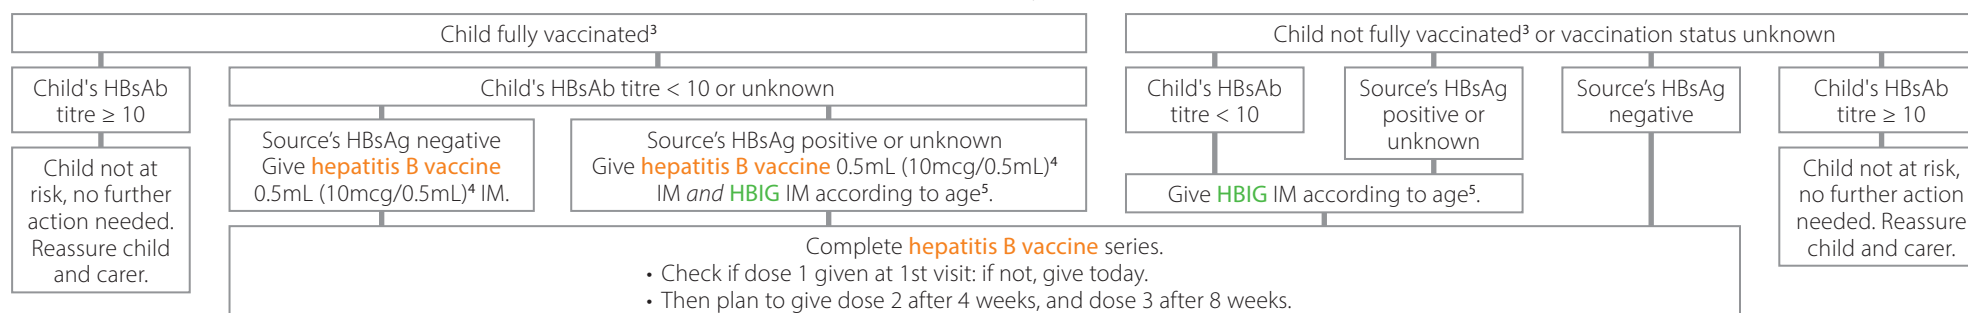 Child fully vaccinated³
Child not fully vaccinated³ or vaccination status unknown
Child's HBsAb
titre ≥ 10
Child's HBsAb titre < 10 or unknown
Child's HBsAb
titre < 10
Source's HBsAg
positive or
unknown
Source's HBsAg
negative
Child's HBsAb
titre ≥ 10
Child not at
risk, no further
action needed.
Reassure child
and carer.
Source's HBsAg negative
Give hepatitis B vaccine
0.5mL (10mcg/0.5mL)⁴ IM.
Source's HBsAg positive or unknown
Give hepatitis B vaccine 0.5mL (10mcg/0.5mL)⁴
IM and HBIG IM according to age⁵.
Give HBIG IM according to age⁵.
Child not at risk,
no further action
needed. Reassure
child and carer.
Complete hepatitis B vaccine series.
• Check if dose 1 given at 1st visit: if not, give today.
• Then plan to give dose 2 after 4 weeks, and dose 3 after 8 weeks.